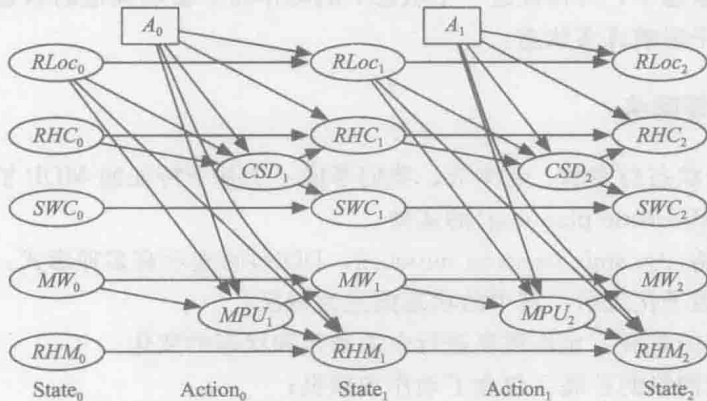 A₀ A₁
RLoc₀ RLoc₁ RLoc₂
RHC₀ RHC₁ RHC₂
CSD₁ CSD₂
SWC₀ SWC₁ SWC₂
MW₀ MW₁ MW₂
MPU₁ MPU₂
RHM₀ RHM₁ RHM₂
State₀ Action₀ State₁ Action₁ State₂